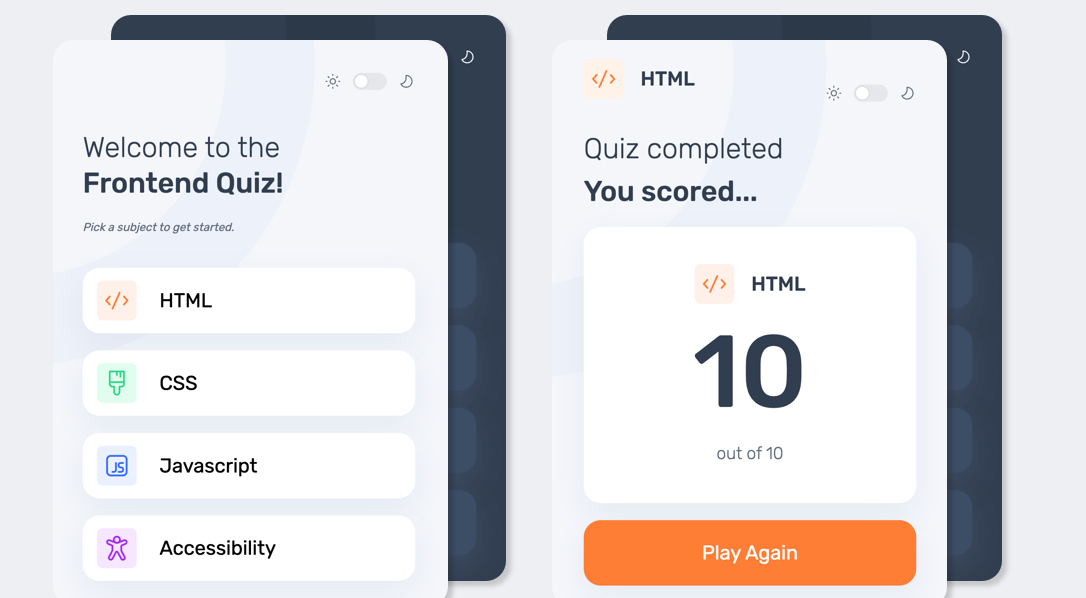 Welcome to the
Frontend Quiz!
Pick a subject to get started.
</> HTML
CSS
JS Javascript
Accessibility
</> HTML
Quiz completed
You scored...
</> HTML
10
out of 10
Play Again